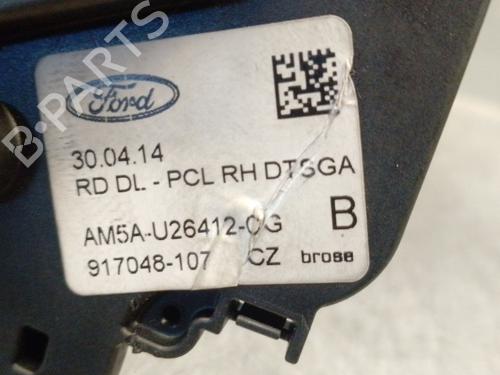 B-PARTS
Ford
30.04.14
RD DL - PCL RH DTSGA
AM5A-U26412-CG B
917048-107 CZ brose